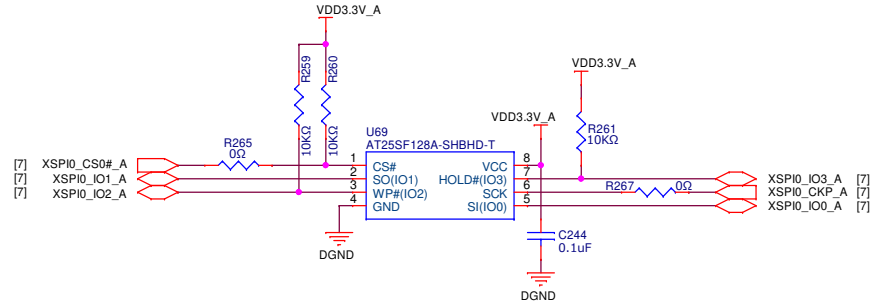 VDD3.3V_A
R259
10KΩ
R260
10KΩ
VDD3.3V_A
VDD3.3V_A
R261
10KΩ
U69
AT25SF128A-SHBHD-T
R265
0Ω
[7] XSPI0_CS0#_A
[7] XSPI0_IO1_A
[7] XSPI0_IO2_A
1 CS# VCC 8
2 SO(IO1) HOLD#(IO3) 7
3 WP#(IO2) SCK 6
4 GND SI(IO0) 5
R267 0Ω
XSPI0_IO3_A [7]
XSPI0_CKP_A [7]
XSPI0_IO0_A [7]
C244
0.1uF
DGND
DGND